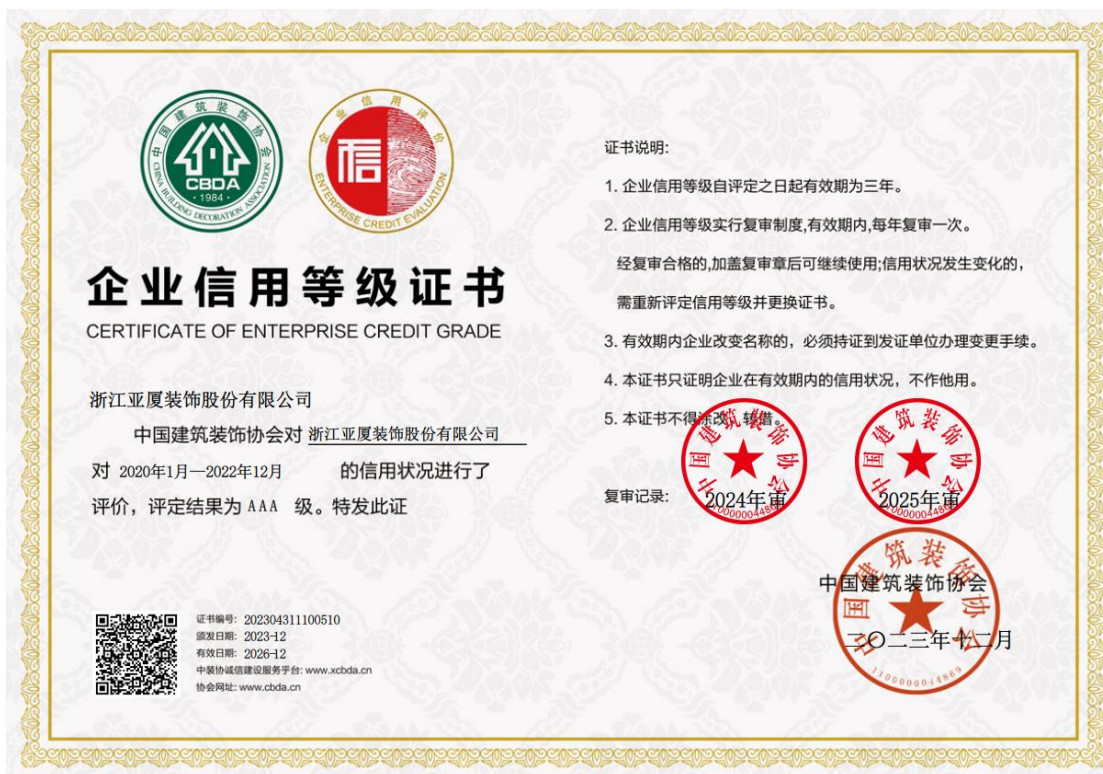 中国建筑装饰协会
CBDA
·1984·
CHINA BUILDING DECORATION ASSOCIATION
企业信用评价
信
ENTERPRISE CREDIT EVALUATION
企业信用等级证书
CERTIFICATE OF ENTERPRISE CREDIT GRADE
浙江亚厦装饰股份有限公司
中国建筑装饰协会对 浙江亚厦装饰股份有限公司
对 2020年1月—2022年12月 的信用状况进行了
评价，评定结果为 AAA 级。特发此证
证书编号: 202304311100510
颁发日期: 2023-12
有效日期: 2026-12
中装协诚信建设服务平台: www.xcbda.cn
协会网址: www.cbda.cn
证书说明:
1. 企业信用等级自评定之日起有效期为三年。
2. 企业信用等级实行复审制度,有效期内,每年复审一次。
经复审合格的,加盖复审章后可继续使用;信用状况发生变化的，
需重新评定信用等级并更换证书。
3. 有效期内企业改变名称的，必须持证到发证单位办理变更手续。
4. 本证书只证明企业在有效期内的信用状况，不作他用。
5. 本证书不得涂改、转借。
复审记录:
中国建筑装饰协会
2024年审
中国建筑装饰协会
2025年审
中国建筑装饰协会
二〇二三年十二月
中国建筑装饰协会
1100000044869